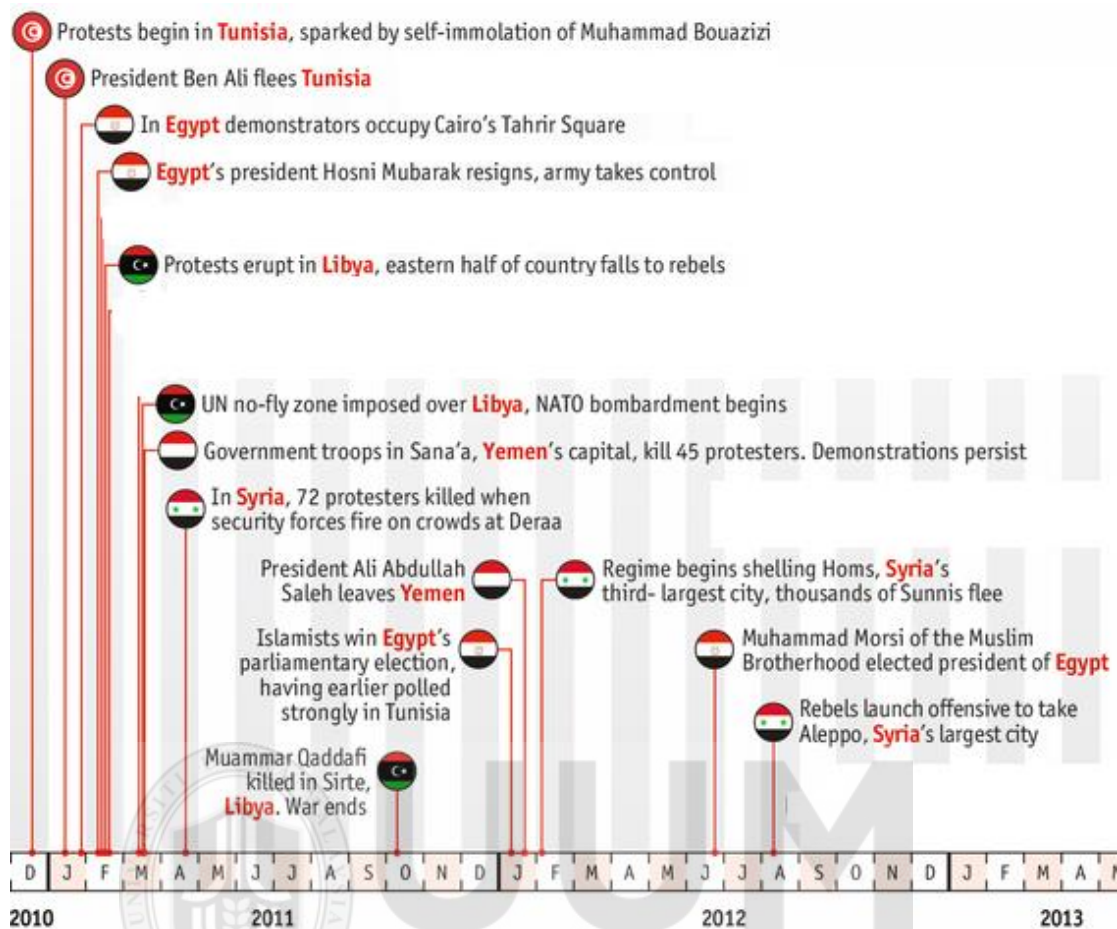 Protests begin in Tunisia, sparked by self-immolation of Muhammad Bouazizi
President Ben Ali flees Tunisia
In Egypt demonstrators occupy Cairo's Tahrir Square
Egypt's president Hosni Mubarak resigns, army takes control
Protests erupt in Libya, eastern half of country falls to rebels
UN no-fly zone imposed over Libya, NATO bombardment begins
Government troops in Sana'a, Yemen's capital, kill 45 protesters. Demonstrations persist
In Syria, 72 protesters killed when
security forces fire on crowds at Deraa
President Ali Abdullah
Saleh leaves Yemen
Regime begins shelling Homs, Syria's
third- largest city, thousands of Sunnis flee
Islamists win Egypt's
parliamentary election,
having earlier polled
strongly in Tunisia
Muhammad Morsi of the Muslim
Brotherhood elected president of Egypt
Rebels launch offensive to take
Aleppo, Syria's largest city
Muammar Qaddafi
killed in Sirte,
Libya. War ends
UUM
D J F M A M J J A S O N D J F M A M J J A S O N D J F M A M
2010 2011 2012 2013